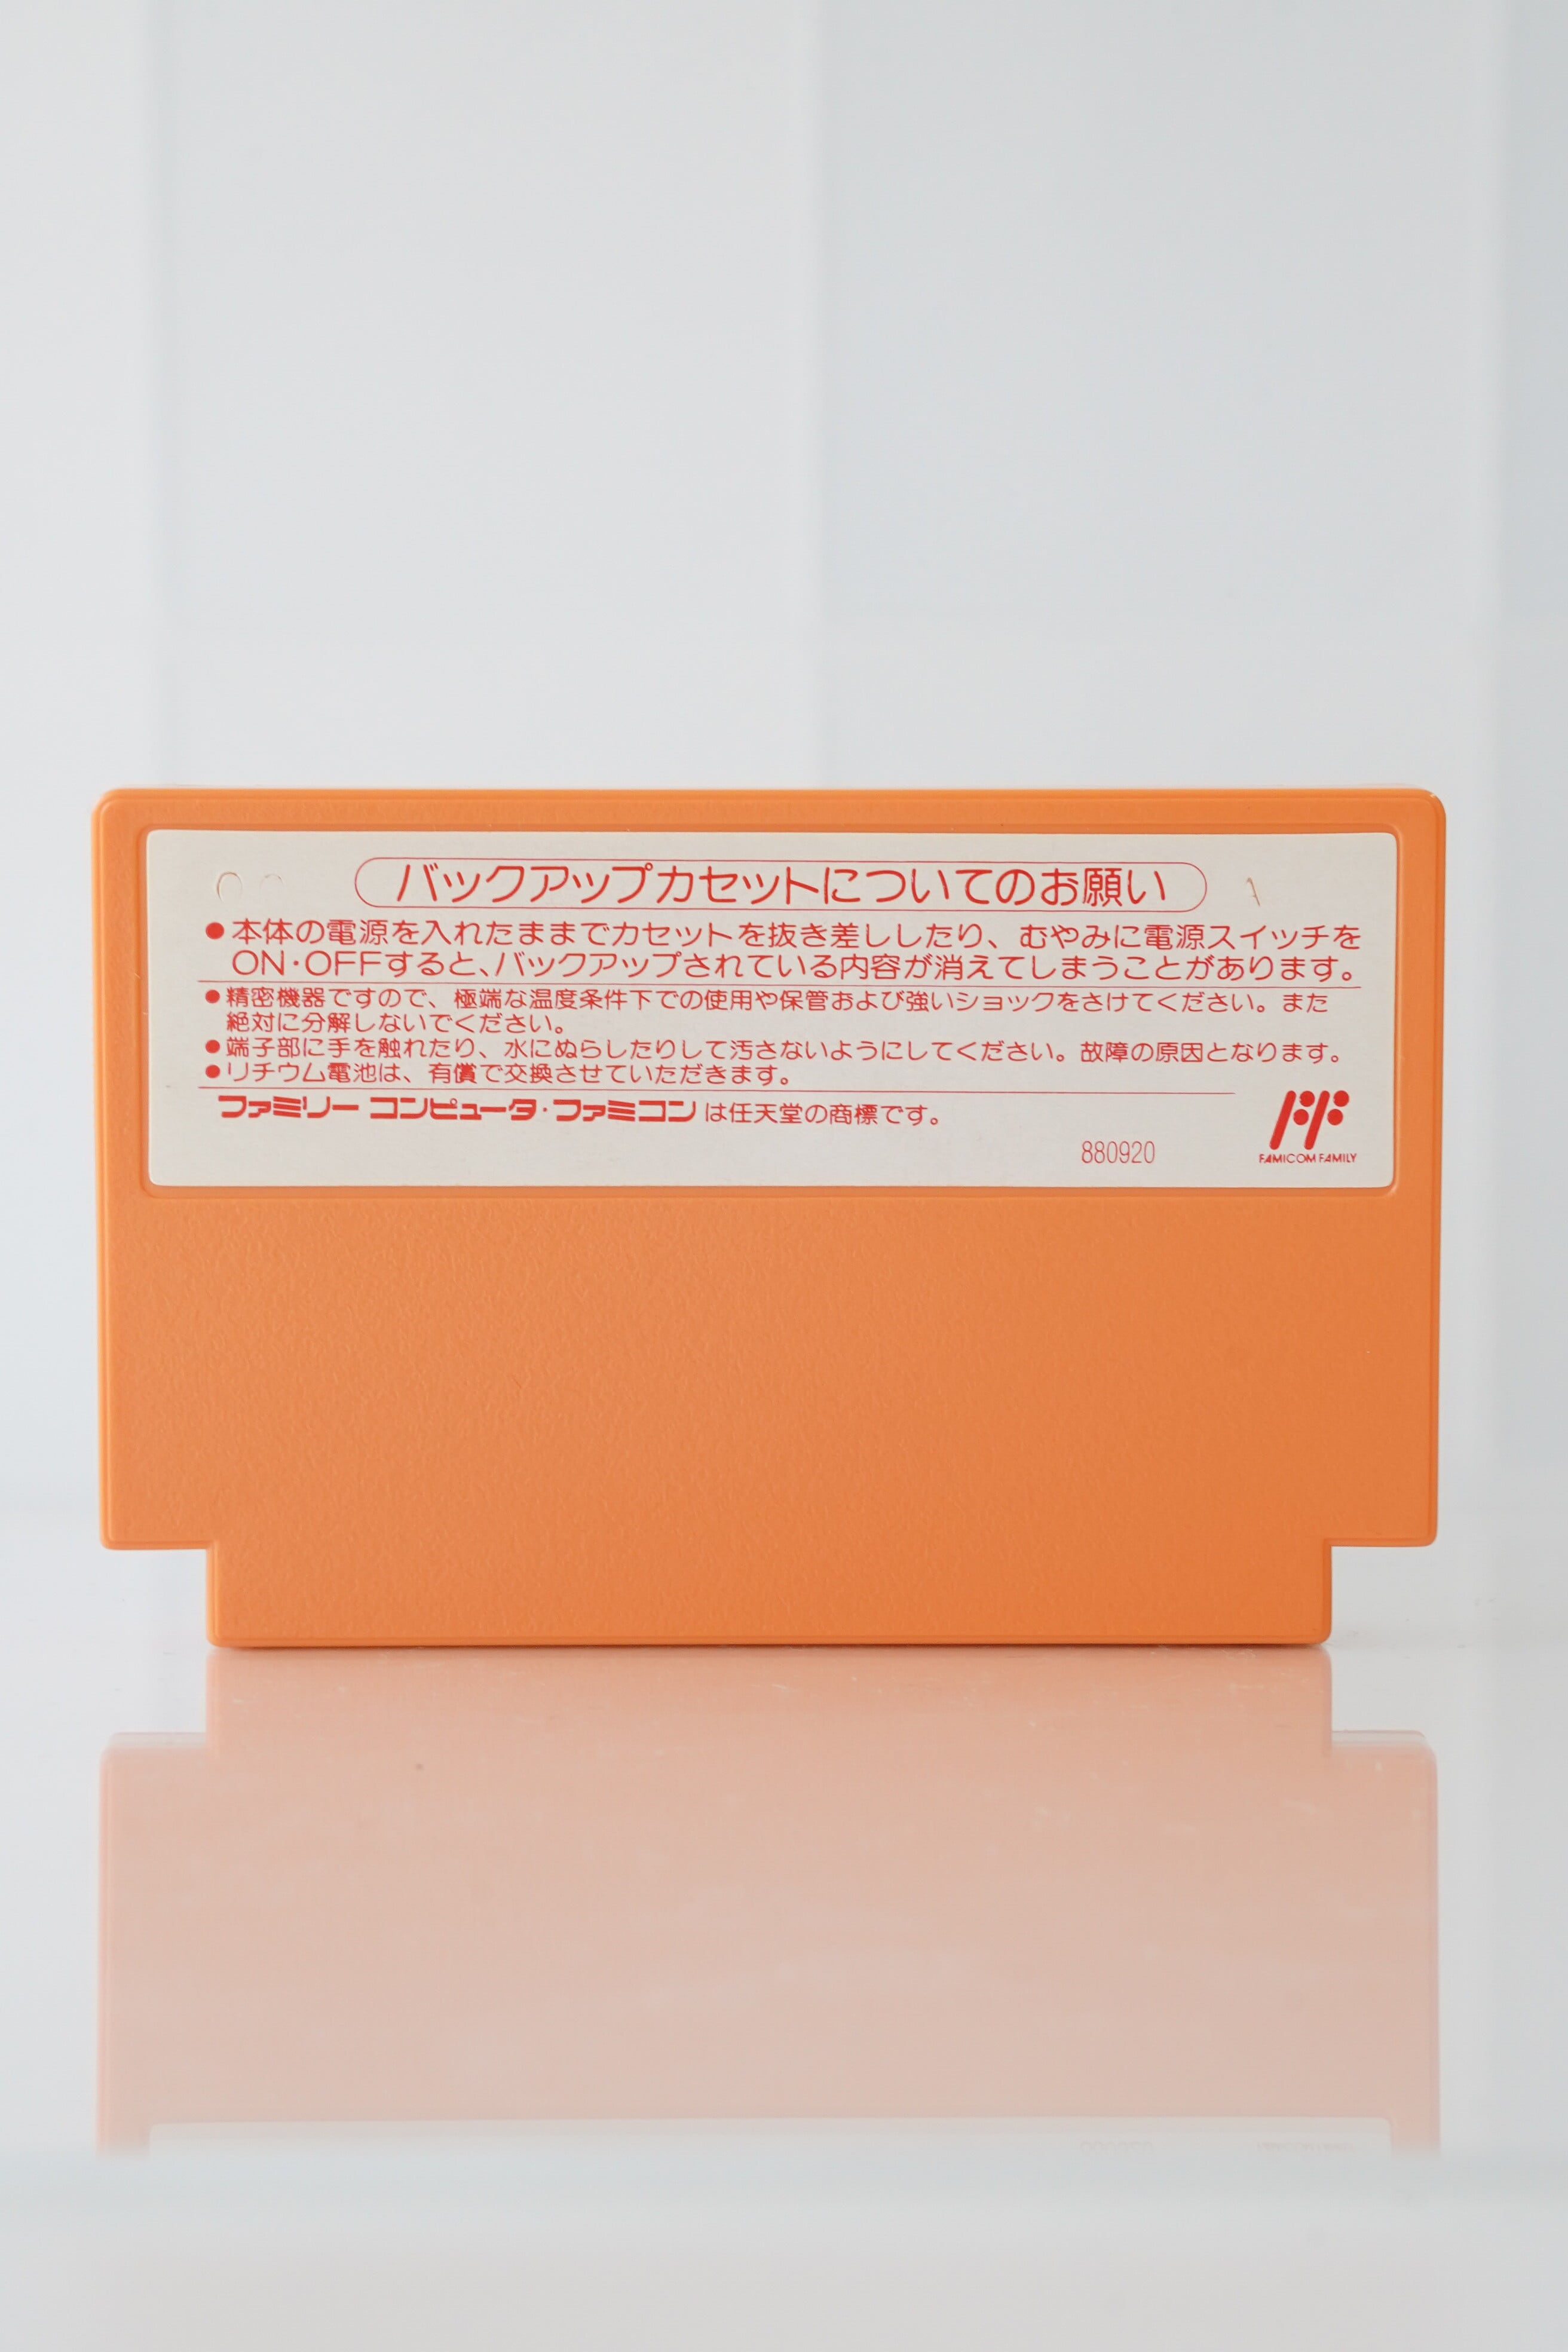 バックアップカセットについてのお願い
●本体の電源を入れたままでカセットを抜き差ししたり、むやみに電源スイッチを
ON・OFFすると、バックアップされている内容が消えてしまうことがあります。
●精密機器ですので、極端な温度条件下での使用や保管および強いショックをさけてください。また
絶対に分解しないでください。
●端子部に手を触れたり、水にぬらしたりして汚さないようにしてください。故障の原因となります。
●リチウム電池は、有償で交換させていただきます。
ファミリーコンピュータ・ファミコンは任天堂の商標です。
880920
FAMICOM FAMILY